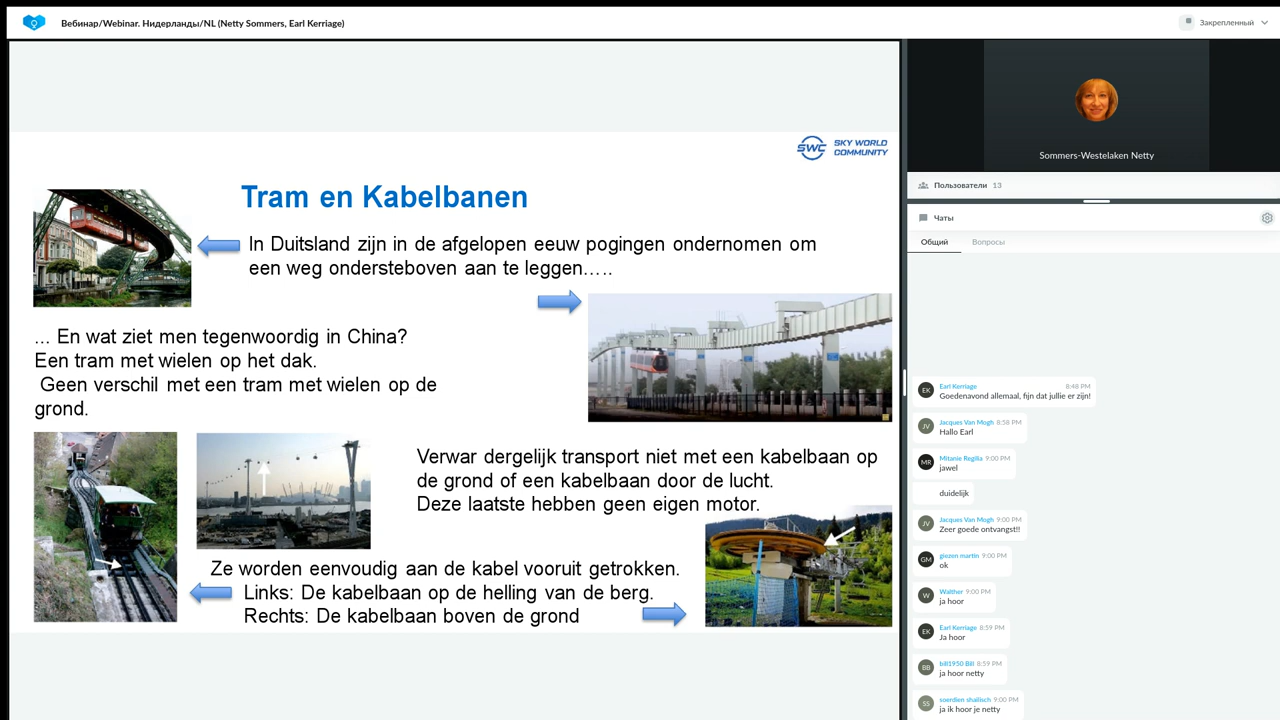 Вебинар/Webinar. Нидерланды/NL (Netty Sommers, Earl Kerriage)
Закрепленный
SWC SKY WORLD
COMMUNITY
Tram en Kabelbanen
In Duitsland zijn in de afgelopen eeuw pogingen ondernomen om
een weg ondersteboven aan te leggen…..
... En wat ziet men tegenwoordig in China?
Een tram met wielen op het dak.
Geen verschil met een tram met wielen op de
grond.
Verwar dergelijk transport niet met een kabelbaan op
de grond of een kabelbaan door de lucht.
Deze laatste hebben geen eigen motor.
Ze worden eenvoudig aan de kabel vooruit getrokken.
Links: De kabelbaan op de helling van de berg.
Rechts: De kabelbaan boven de grond
Sommers-Westelaken Netty
Пользователи 13
Чаты
Общий Вопросы
EK Earl Kerriage 8:48 PM
Goedenavond allemaal, fijn dat jullie er zijn!
JV Jacques Van Mogh 8:58 PM
Hallo Earl
MR Mitanie Regilia 9:00 PM
jawel
duidelijk
JV Jacques Van Mogh 9:00 PM
Zeer goede ontvangst!!
GM giezen martin 9:00 PM
ok
W Walther 9:00 PM
ja hoor
EK Earl Kerriage 8:59 PM
Ja hoor
BB bill1950 Bill 8:59 PM
ja hoor netty
SS soerdien shailisch 9:00 PM
ja ik hoor je netty